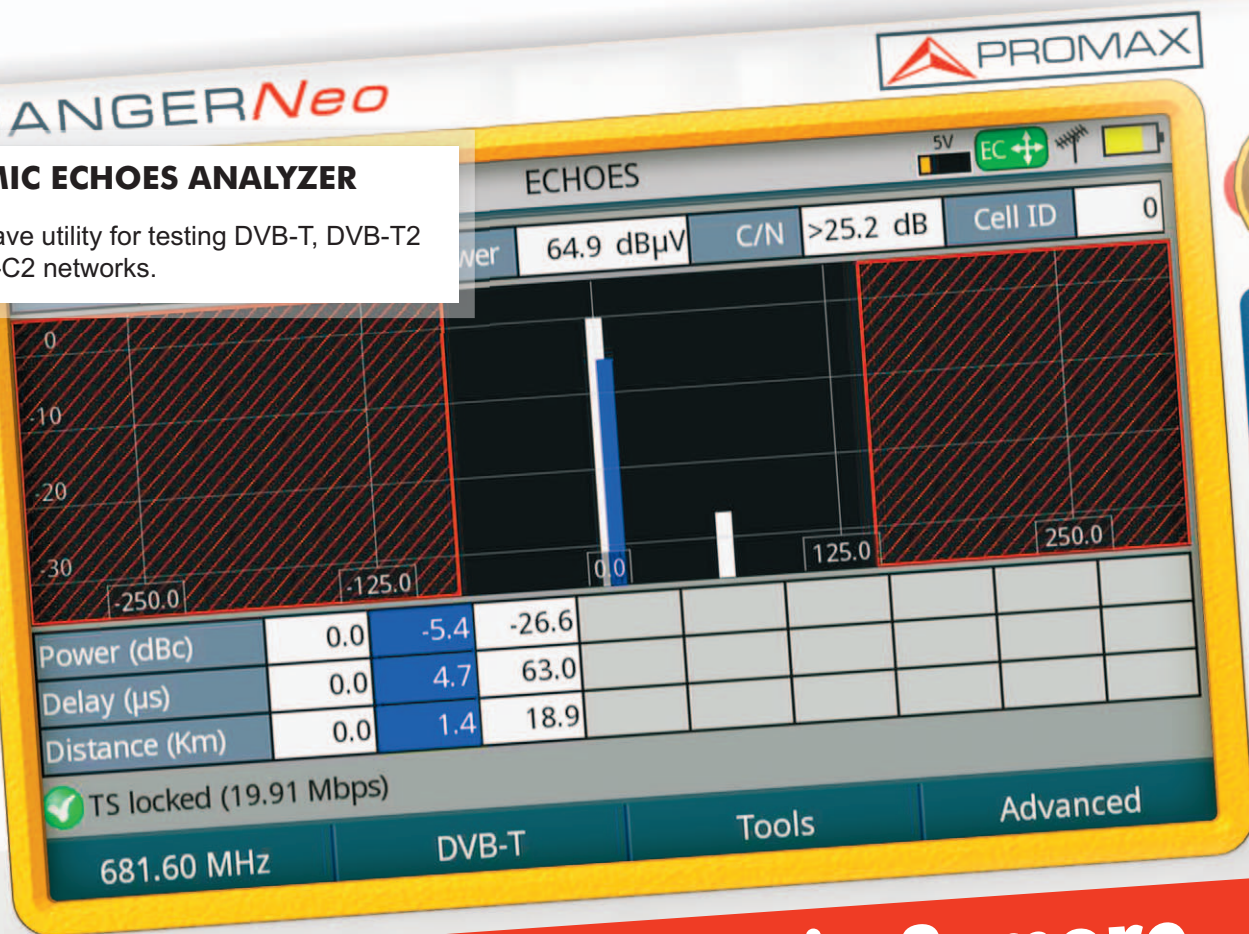 PROMAX
ANGERNeo
MIC ECHOES ANALYZER
ave utility for testing DVB-T, DVB-T2
-C2 networks.
ECHOES
5V
EC
wer 64.9 dBµV C/N >25.2 dB Cell ID 0
0
-10
-20
-30
-250.0 -125.0 0.0 125.0 250.0
Power (dBc) 0.0 -5.4 -26.6
Delay (µs) 0.0 4.7 63.0
Distance (Km) 0.0 1.4 18.9
TS locked (19.91 Mbps)
681.60 MHz DVB-T Tools Advanced
& more